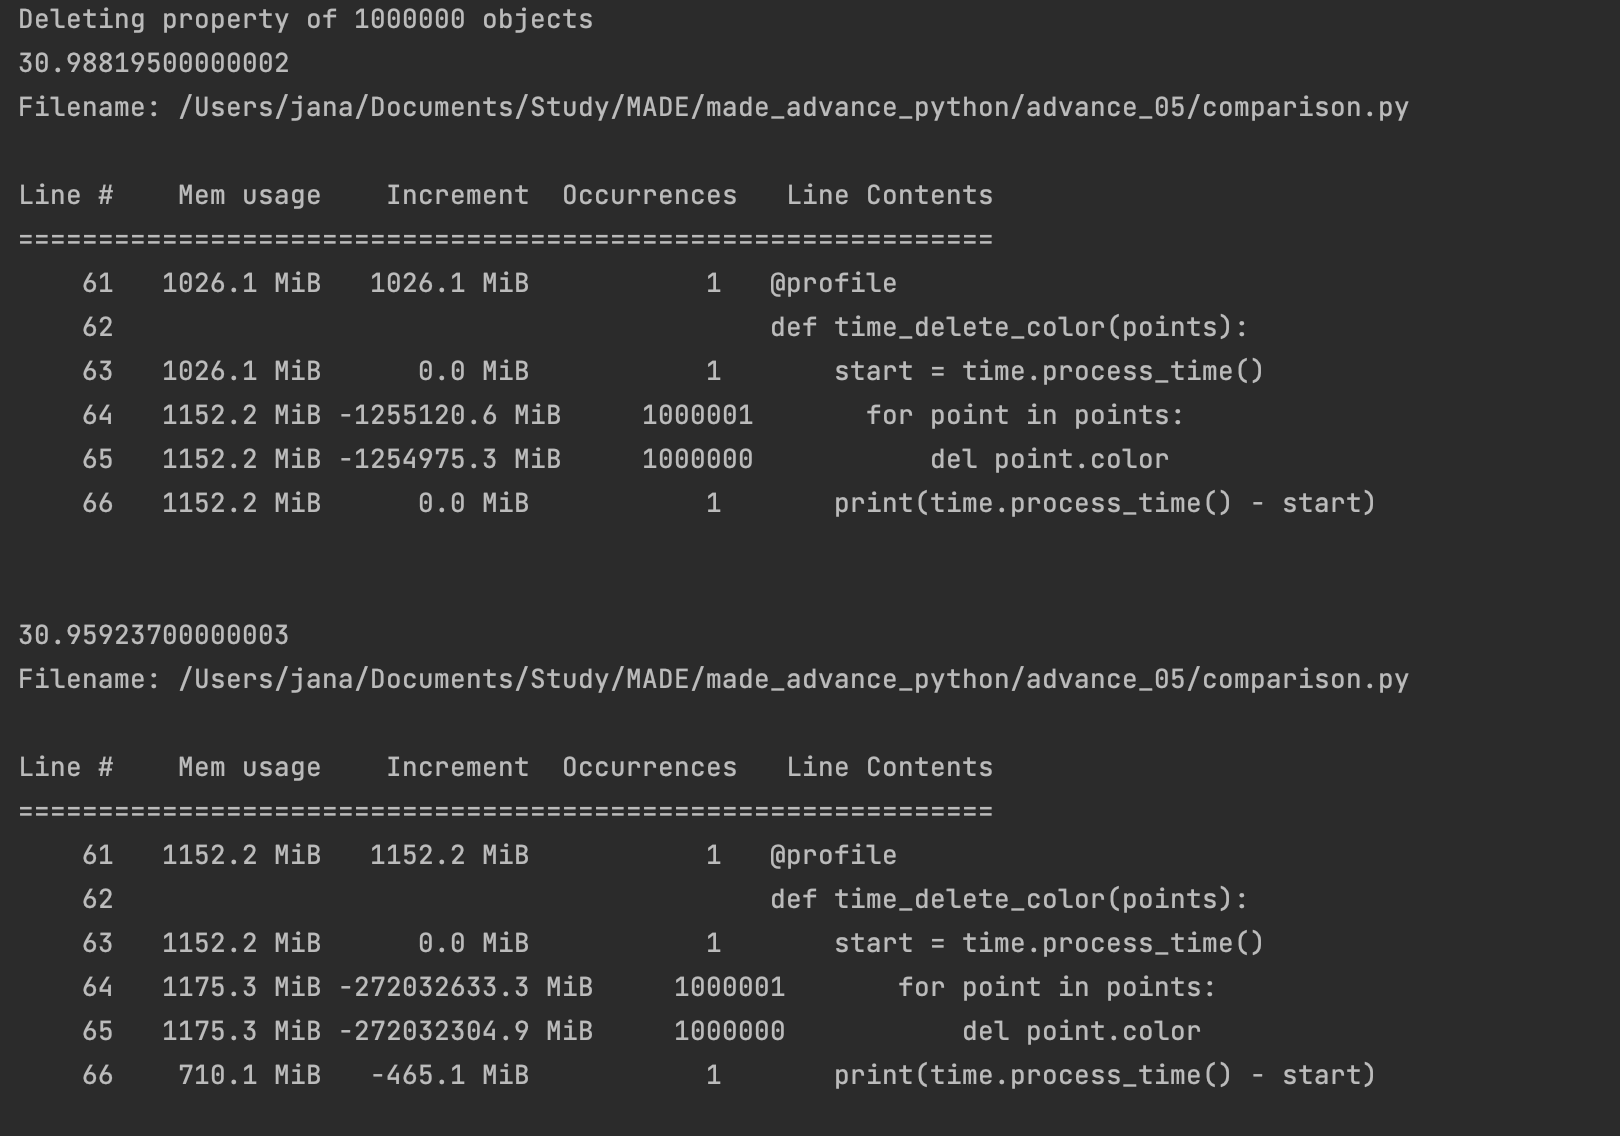 Deleting property of 1000000 objects
30.98819500000002
Filename: /Users/jana/Documents/Study/MADE/made_advance_python/advance_05/comparison.py
Line #    Mem usage    Increment  Occurrences   Line Contents
=============================================================
    61   1026.1 MiB   1026.1 MiB           1   @profile
    62                                         def time_delete_color(points):
    63   1026.1 MiB      0.0 MiB           1       start = time.process_time()
    64   1152.2 MiB -1255120.6 MiB     1000001       for point in points:
    65   1152.2 MiB -1254975.3 MiB     1000000           del point.color
    66   1152.2 MiB      0.0 MiB           1       print(time.process_time() - start)
30.95923700000003
Filename: /Users/jana/Documents/Study/MADE/made_advance_python/advance_05/comparison.py
Line #    Mem usage    Increment  Occurrences   Line Contents
=============================================================
    61   1152.2 MiB   1152.2 MiB           1   @profile
    62                                         def time_delete_color(points):
    63   1152.2 MiB      0.0 MiB           1       start = time.process_time()
    64   1175.3 MiB -272032633.3 MiB     1000001       for point in points:
    65   1175.3 MiB -272032304.9 MiB     1000000           del point.color
    66    710.1 MiB   -465.1 MiB           1       print(time.process_time() - start)